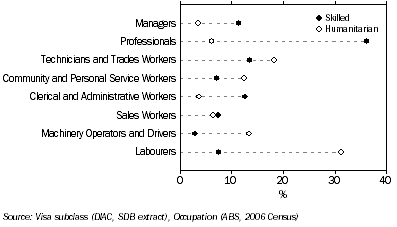 Managers
Skilled
Humanitarian
Professionals
Technicians and Trades Workers
Community and Personal Service Workers
Clerical and Administrative Workers
Sales Workers
Machinery Operators and Drivers
Labourers
0 10 20 30 40
%
Source: Visa subclass (DIAC, SDB extract), Occupation (ABS, 2006 Census)